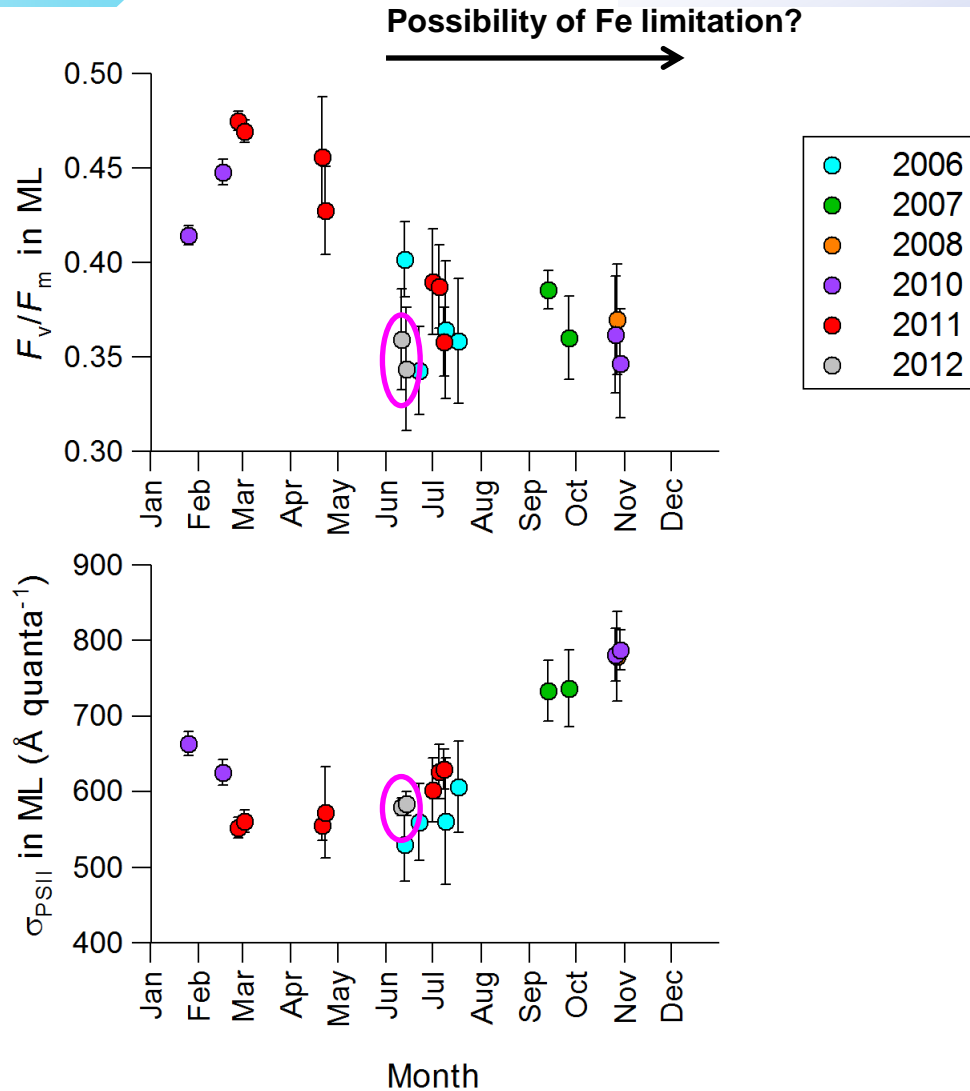 Possibility of Fe limitation?
0.50
0.45
0.40
0.35
0.30
Fv/Fm in ML
Jan
Feb
Mar
Apr
May
Jun
Jul
Aug
Sep
Oct
Nov
Dec
2006
2007
2008
2010
2011
2012
900
800
700
600
500
400
σPSII in ML (Å quanta-1)
Jan
Feb
Mar
Apr
May
Jun
Jul
Aug
Sep
Oct
Nov
Dec
Month